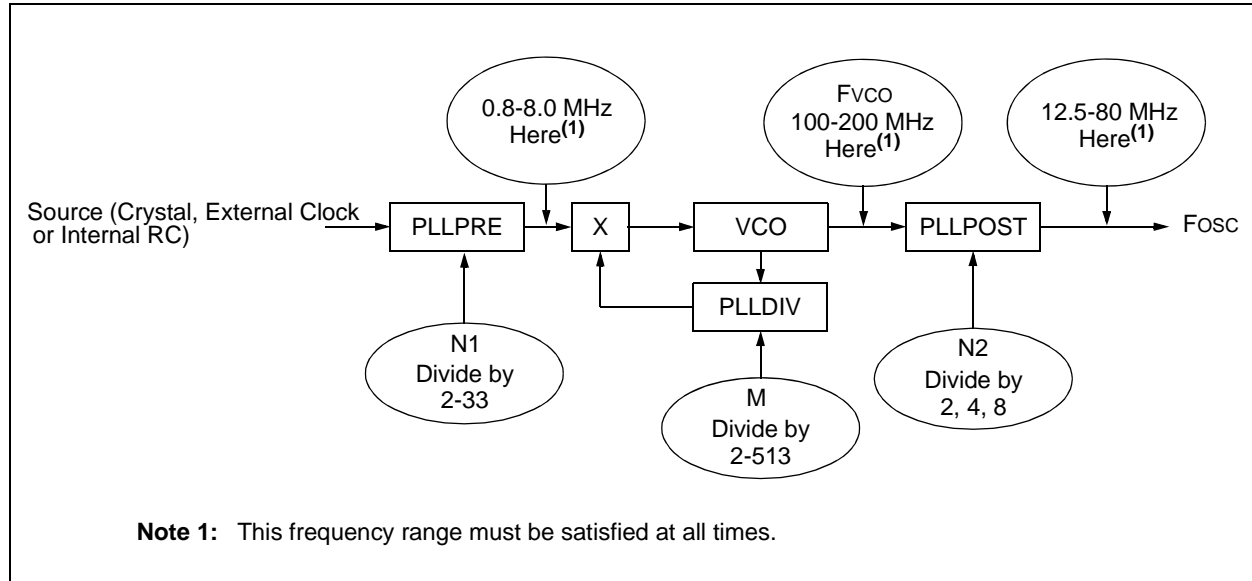 0.8-8.0 MHz
Here(1)
FVCO
100-200 MHz
Here(1)
12.5-80 MHz
Here(1)
Source (Crystal, External Clock
or Internal RC)
PLLPRE
X
VCO
PLLPOST
FOSC
PLLDIV
N1
Divide by
2-33
M
Divide by
2-513
N2
Divide by
2, 4, 8
Note 1: This frequency range must be satisfied at all times.